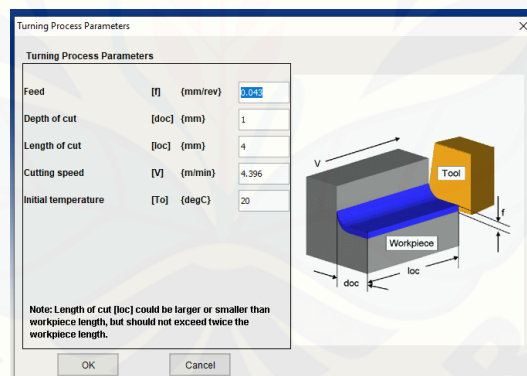 Turning Process Parameters
Turning Process Parameters
Feed [f] {mm/rev} 0.043
Depth of cut [doc] {mm} 1
Length of cut [loc] {mm} 4
Cutting speed [V] {m/min} 4.396
Initial temperature [To] {degC} 20
V
Tool
f
Workpiece
loc
doc
Note: Length of cut [loc] could be larger or smaller than
workpiece length, but should not exceed twice the
workpiece length.
OK Cancel